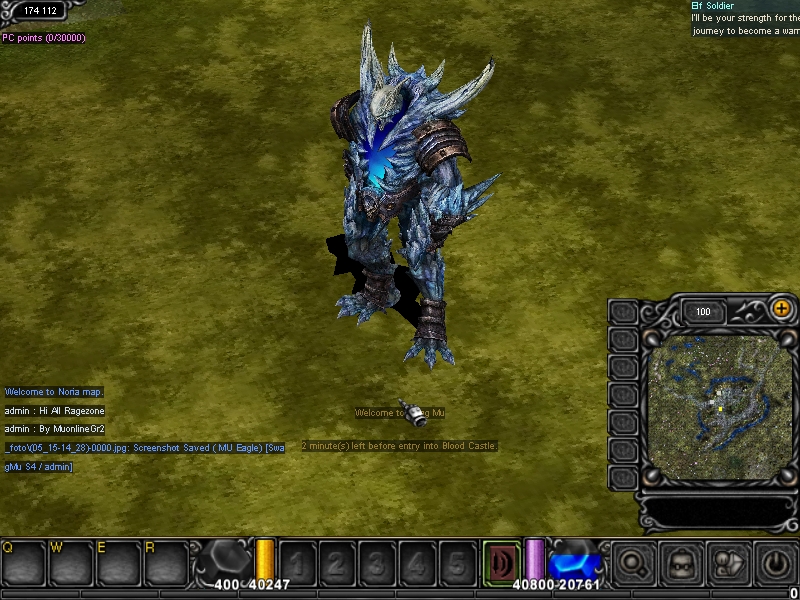 174 112
PC points (0/30000)
Elf Soldier
I'll be your strength for the
journey to become a warr
100
Welcome to Noria map.
admin : Hi All Ragezone
admin : By MuonlineGr2
_foto\(05_15-14_28)-0000.jpg: Screenshot Saved ( MU Eagle) [Swa
gMu S4 / admin]
Welcome to
Mu
2 minute(s) left before entry into Blood Castle.
Q W E R
1 2 3 4 5
400 40247
40800 20761
0